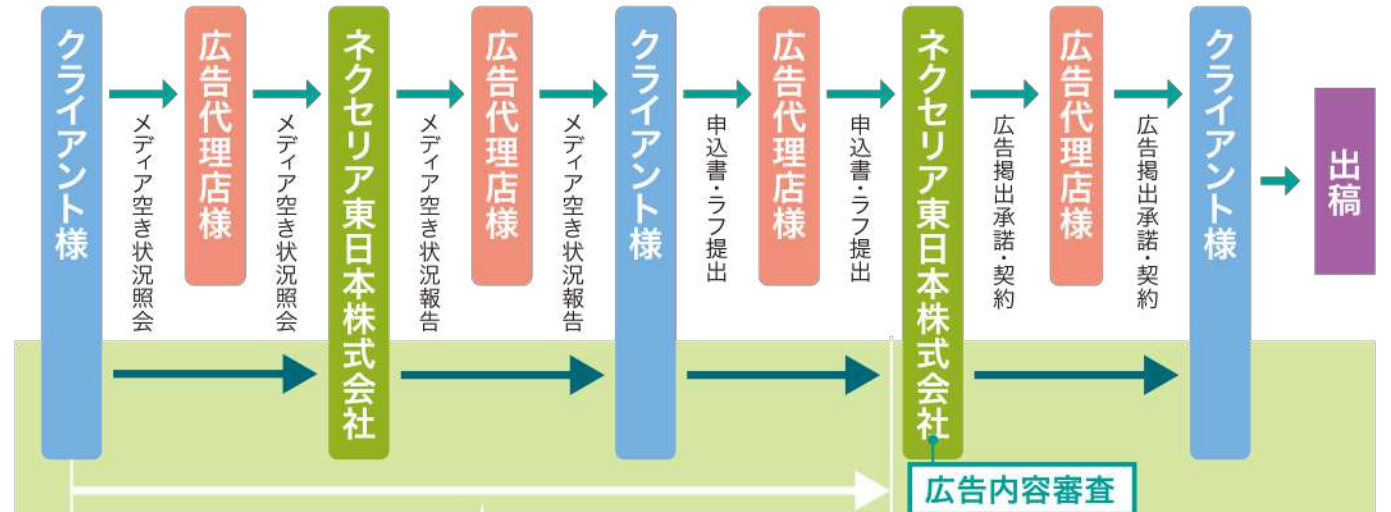 クライアント様
メディア空き状況照会
広告代理店様
メディア空き状況照会
ネクセリア東日本株式会社
メディア空き状況報告
広告代理店様
メディア空き状況報告
クライアント様
申込書・ラフ提出
広告代理店様
申込書・ラフ提出
ネクセリア東日本株式会社
広告内容審査
広告掲出承諾・契約
広告代理店様
広告掲出承諾・契約
クライアント様
出稿